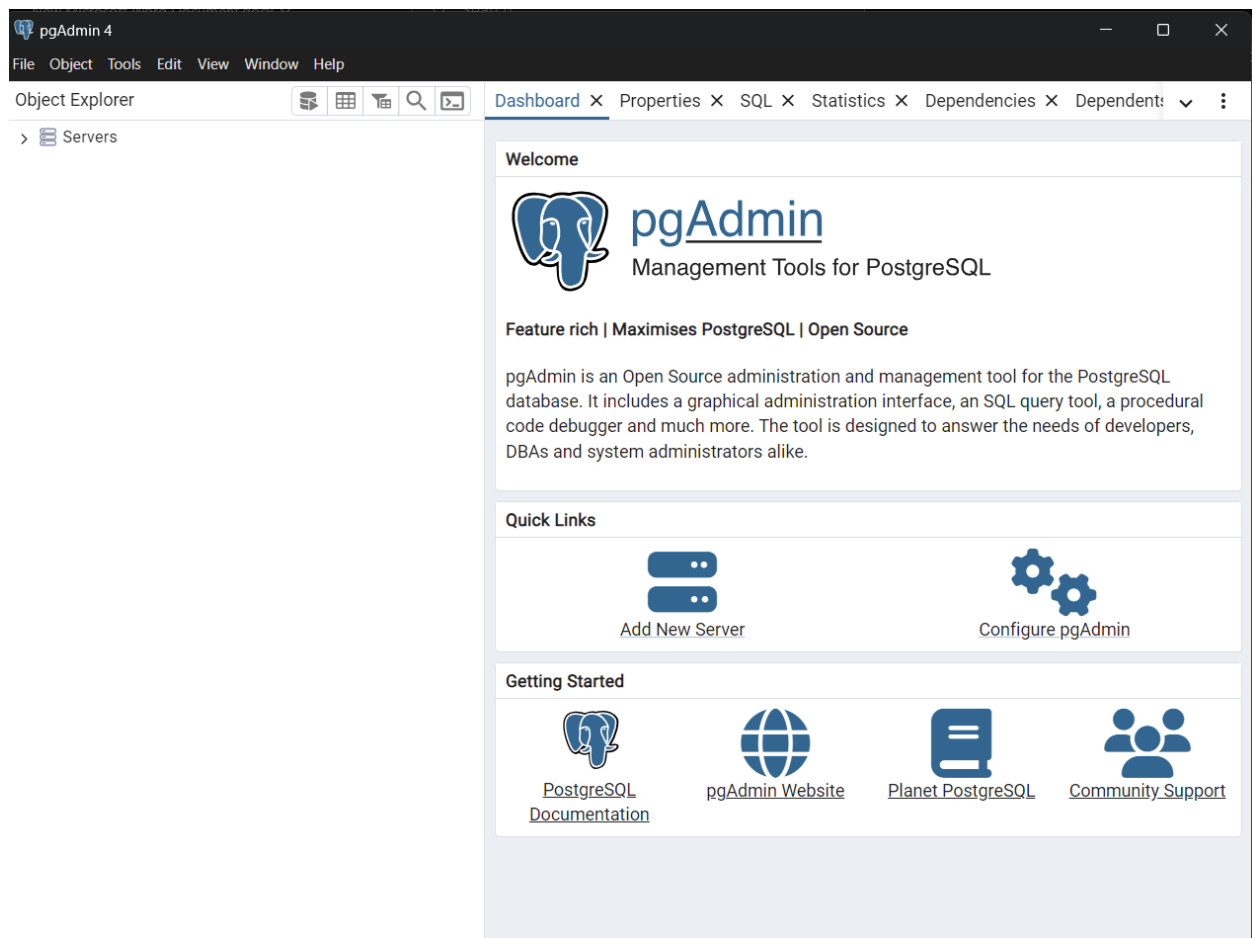 pgAdmin 4
File Object Tools Edit View Window Help
Object Explorer
Dashboard Properties SQL Statistics Dependencies Dependents
Servers
Welcome
pgAdmin
Management Tools for PostgreSQL
Feature rich | Maximises PostgreSQL | Open Source
pgAdmin is an Open Source administration and management tool for the PostgreSQL
database. It includes a graphical administration interface, an SQL query tool, a procedural
code debugger and much more. The tool is designed to answer the needs of developers,
DBAs and system administrators alike.
Quick Links
Add New Server
Configure pgAdmin
Getting Started
PostgreSQL
Documentation
pgAdmin Website
Planet PostgreSQL
Community Support